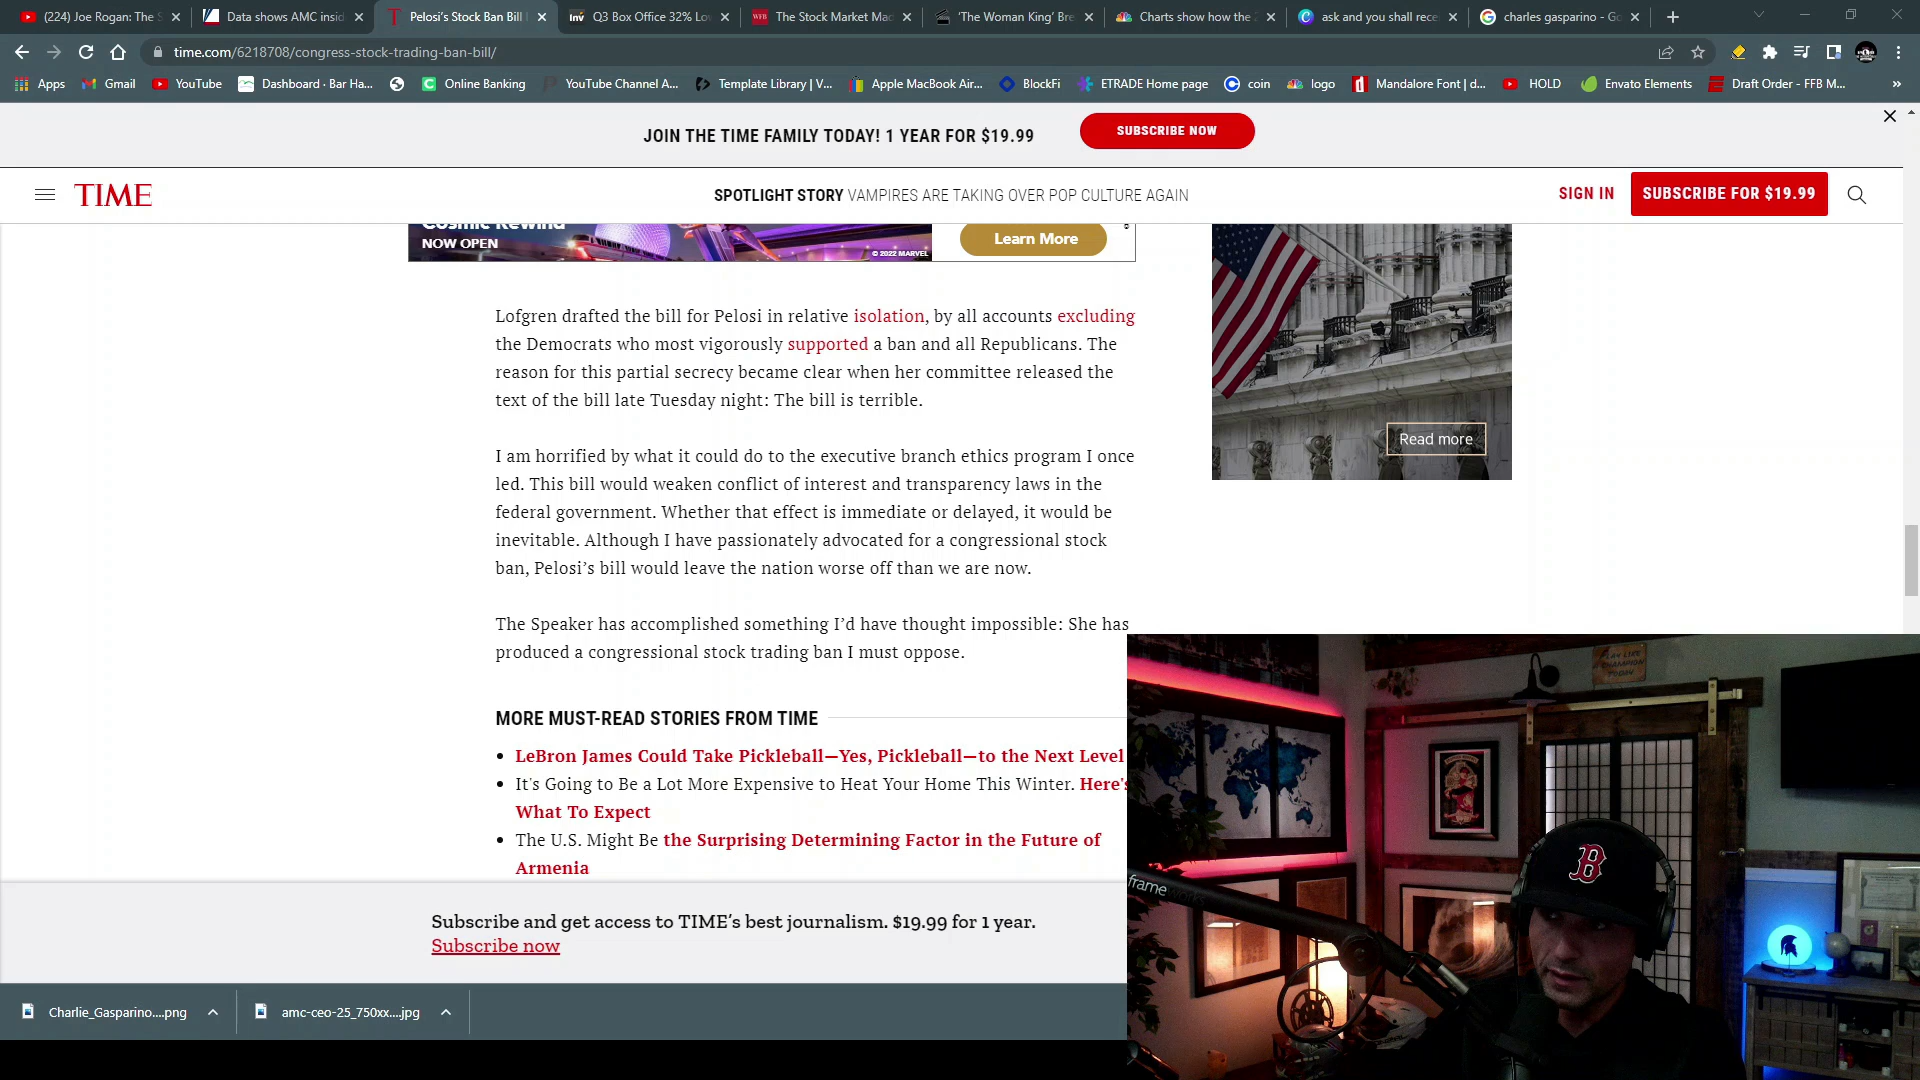 (224) Joe Rogan: The S
Data shows AMC insid
Pelosi's Stock Ban Bill
Q3 Box Office 32% Lo
The Stock Market Mac
'The Woman King' Bre
Charts show how the 2
ask and you shall rece
charles gasparino - Go
time.com/6218708/congress-stock-trading-ban-bill/
Apps
Gmail
YouTube
Dashboard · Bar Ha...
Online Banking
YouTube Channel A...
Template Library | V...
Apple MacBook Air...
BlockFi
ETRADE Home page
coin
logo
Mandalore Font | d...
HOLD
Envato Elements
Draft Order - FFB M...
JOIN THE TIME FAMILY TODAY! 1 YEAR FOR $19.99
SUBSCRIBE NOW
TIME
SPOTLIGHT STORY VAMPIRES ARE TAKING OVER POP CULTURE AGAIN
SIGN IN
SUBSCRIBE FOR $19.99
Cosmic Rewind
NOW OPEN
© 2022 MARVEL
Learn More
Lofgren drafted the bill for Pelosi in relative isolation, by all accounts excluding
the Democrats who most vigorously supported a ban and all Republicans. The
reason for this partial secrecy became clear when her committee released the
text of the bill late Tuesday night: The bill is terrible.
Read more
I am horrified by what it could do to the executive branch ethics program I once
led. This bill would weaken conflict of interest and transparency laws in the
federal government. Whether that effect is immediate or delayed, it would be
inevitable. Although I have passionately advocated for a congressional stock
ban, Pelosi's bill would leave the nation worse off than we are now.
The Speaker has accomplished something I'd have thought impossible: She has
produced a congressional stock trading ban I must oppose.
MORE MUST-READ STORIES FROM TIME
• LeBron James Could Take Pickleball—Yes, Pickleball—to the Next Level
• It's Going to Be a Lot More Expensive to Heat Your Home This Winter. Here's
What To Expect
• The U.S. Might Be the Surprising Determining Factor in the Future of
Armenia
Subscribe and get access to TIME's best journalism. $19.99 for 1 year.
Subscribe now
Charlie_Gasparino....png
amc-ceo-25_750xx....jpg
PLAY LIKE
A CHAMPION
TODAY
frame
B